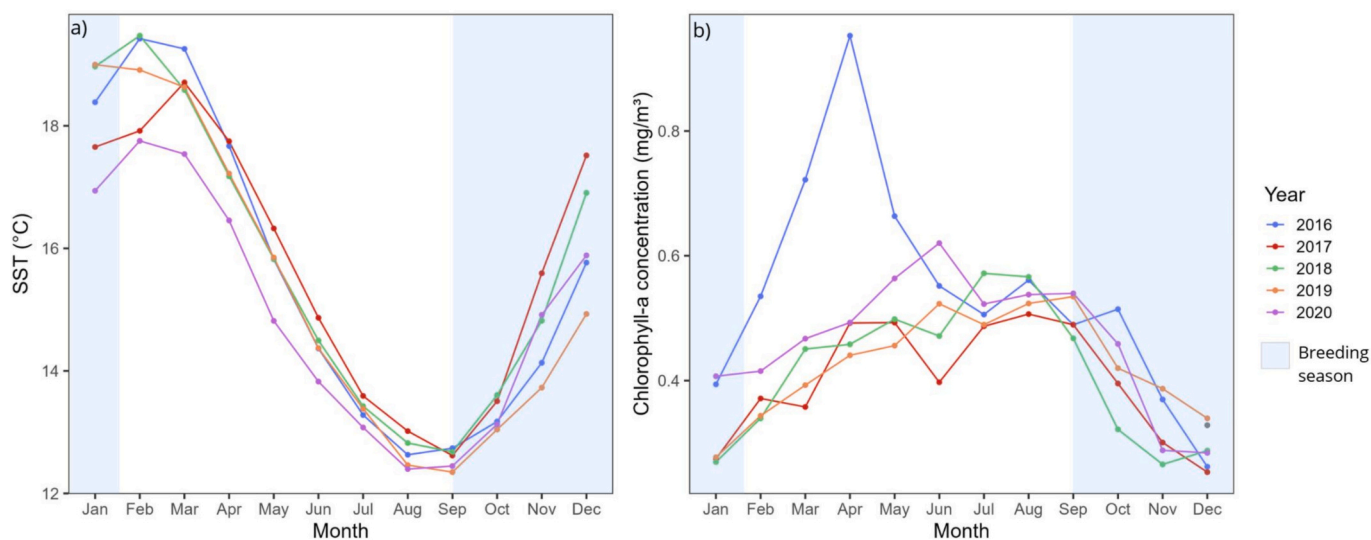 a)
SST (°C)
18
16
14
12
Jan Feb Mar Apr May Jun Jul Aug Sep Oct Nov Dec
Month
b)
Chlorophyll-a concentration (mg/m³)
0.8
0.6
0.4
Jan Feb Mar Apr May Jun Jul Aug Sep Oct Nov Dec
Month
Year
2016
2017
2018
2019
2020
Breeding
season